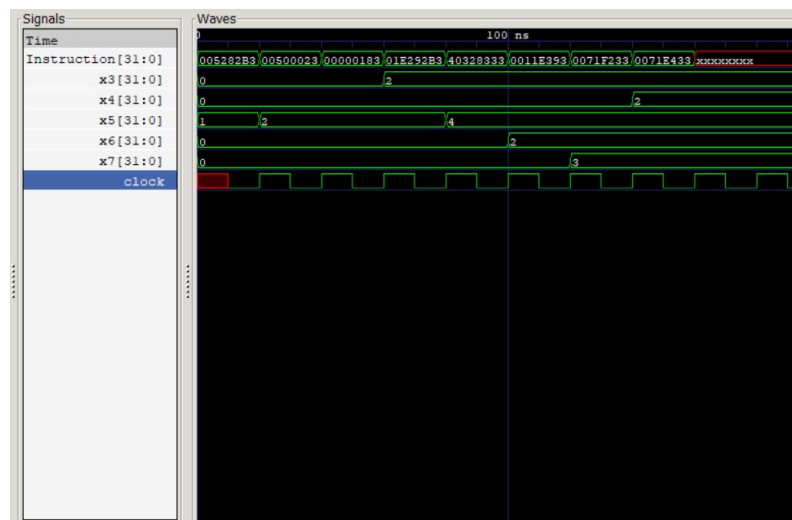 Signals
Waves
Time
0
100 ns
Instruction[31:0]
005282B3 00500023 00000183 01E292B3 40328333 0011E393 0071F233 0071E433 xxxxxxxx
x3[31:0]
0 2
x4[31:0]
0 2
x5[31:0]
1 2 4
x6[31:0]
0 2
x7[31:0]
0 3
clock